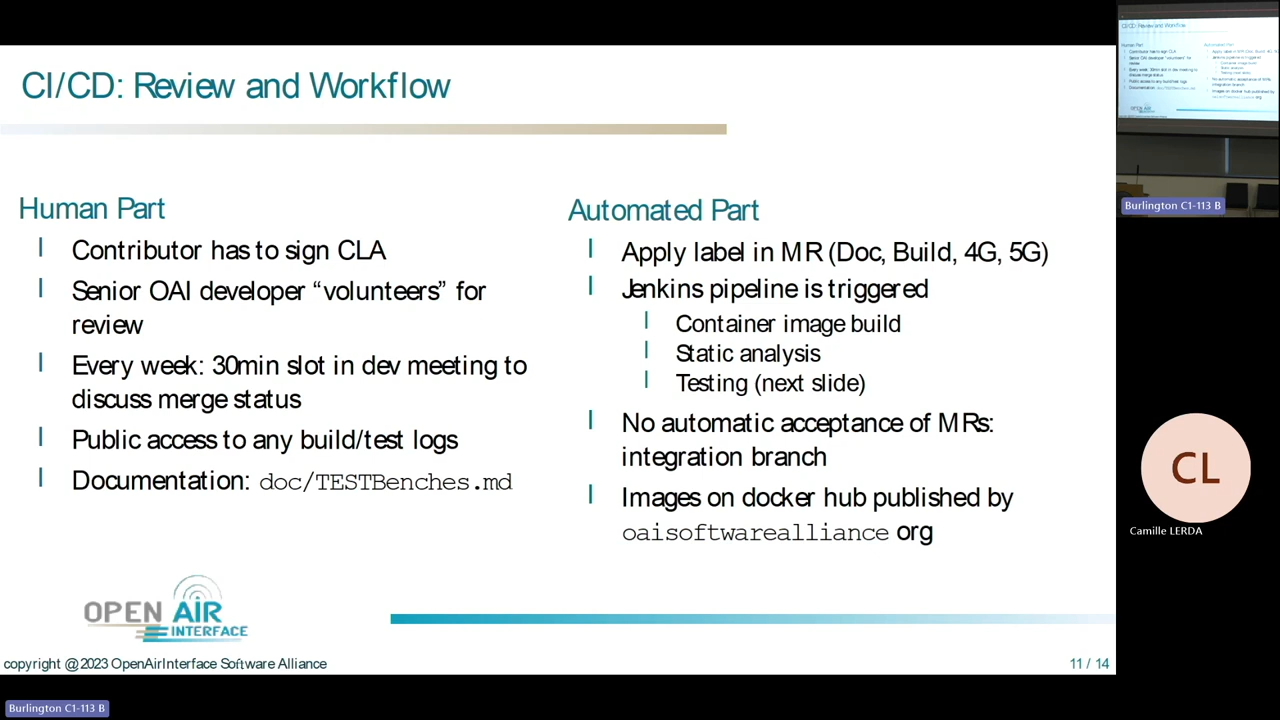 CI/CD: Review and Workflow
Human Part
Contributor has to sign CLA
Senior OAI developer “volunteers” for
review
Every week: 30min slot in dev meeting to
discuss merge status
Public access to any build/test logs
Documentation: doc/TESTBenches.md
Automated Part
Apply label in MR (Doc, Build, 4G, 5G)
Jenkins pipeline is triggered
Container image build
Static analysis
Testing (next slide)
No automatic acceptance of MRs:
integration branch
Images on docker hub published by
oaisoftwarealliance org
OPEN AIR
INTERFACE
copyright @2023 OpenAirInterface Software Alliance
11 / 14
Burlington C1-113 B
CL
Camille LERDA
Burlington C1-113 B